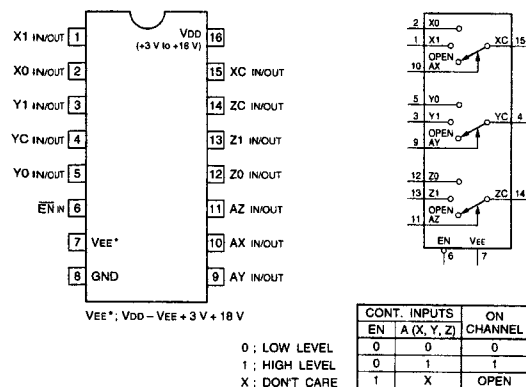 X1 IN/OUT 1
X0 IN/OUT 2
Y1 IN/OUT 3
YC IN/OUT 4
Y0 IN/OUT 5
EN IN 6
7 VEE*
8 GND
VDD 16
(+3 V to +18 V)
15 XC IN/OUT
14 ZC IN/OUT
13 Z1 IN/OUT
12 Z0 IN/OUT
11 AZ IN/OUT
10 AX IN/OUT
9 AY IN/OUT
VEE*; VDD – VEE + 3 V + 18 V
2 X0
1 X1 XC 15
OPEN
10 AX
5 Y0
3 Y1 YC 4
OPEN
9 AY
12 Z0
13 Z1 ZC 14
OPEN
11 AZ
EN VEE
6 7
0 ; LOW LEVEL
1 ; HIGH LEVEL
X ; DON'T CARE
CONT. INPUTS ON CHANNEL
EN A (X, Y, Z)
0 0 0
0 1 1
1 X OPEN